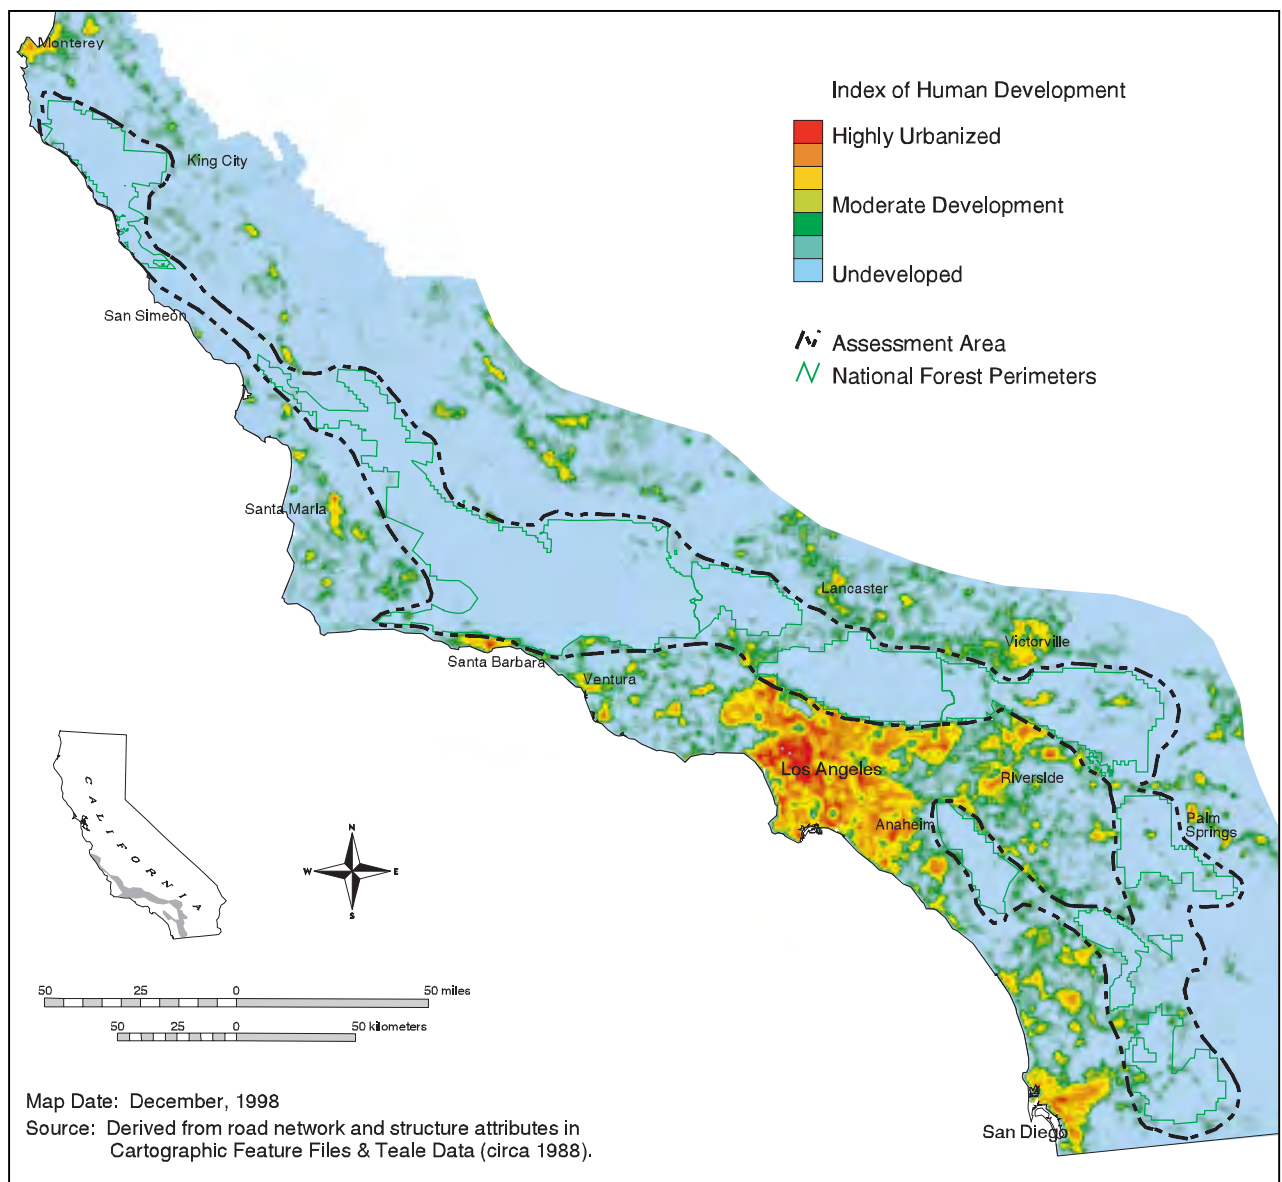 Monterey
King City
San Simeon
Santa Maria
Santa Barbara
Ventura
Lancaster
Victorville
Los Angeles
Riverside
Anaheim
Palm
Springs
San Diego
Index of Human Development
Highly Urbanized
Moderate Development
Undeveloped
Assessment Area
National Forest Perimeters
CALIFORNIA
N
W E
S
50 25 0 50 miles
50 25 0 50 kilometers
Map Date: December, 1998
Source: Derived from road network and structure attributes in
Cartographic Feature Files & Teale Data (circa 1988).